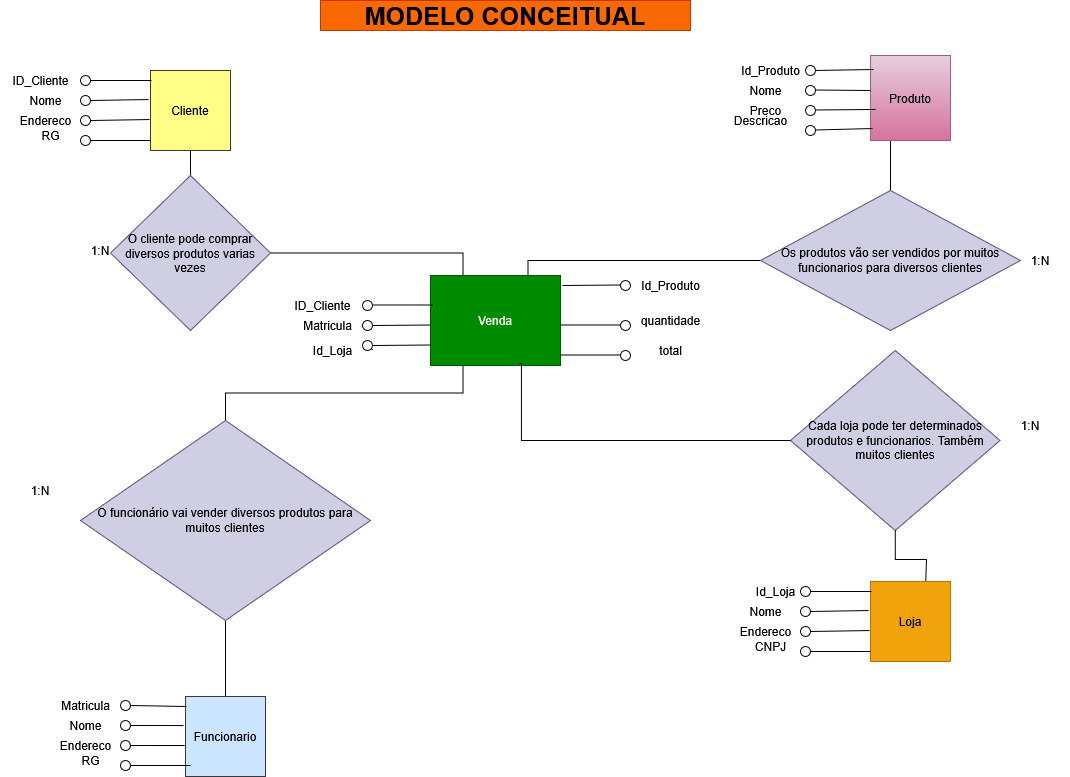 MODELO CONCEITUAL
ID_Cliente
Nome
Endereco
RG
Cliente
Id_Produto
Nome
Preco
Descricao
Produto
1:N
O cliente pode comprar
diversos produtos varias
vezes
Os produtos vão ser vendidos por muitos
funcionarios para diversos clientes
1:N
ID_Cliente
Matricula
Id_Loja
Venda
Id_Produto
quantidade
total
Cada loja pode ter determinados
produtos e funcionarios. Também
muitos clientes
1:N
1:N
O funcionário vai vender diversos produtos para
muitos clientes
Id_Loja
Nome
Endereco
CNPJ
Loja
Matricula
Nome
Endereco
RG
Funcionario